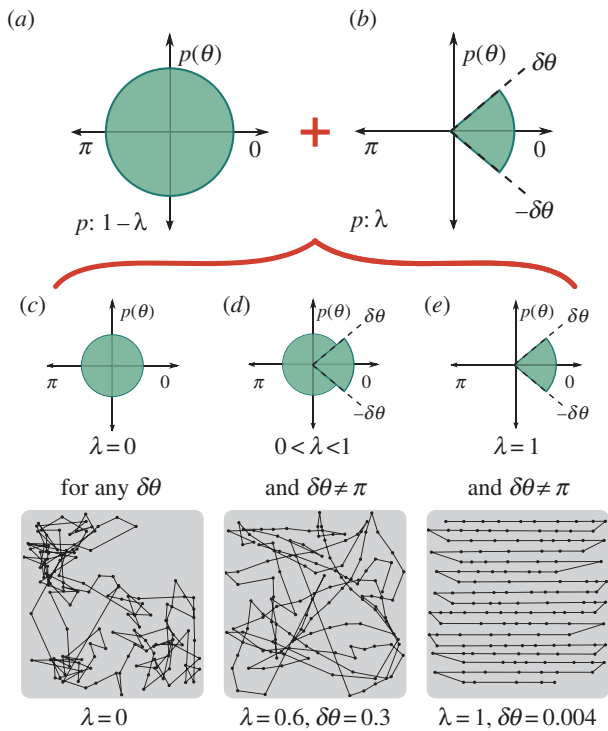 (a)
p(θ)
π
0
p: 1 – λ
+
(b)
p(θ)
δθ
π
0
–δθ
p: λ
(c)
p(θ)
π
0
λ = 0
for any δθ
λ = 0
(d)
p(θ)
δθ
π
0
–δθ
0 < λ < 1
and δθ ≠ π
λ = 0.6, δθ = 0.3
(e)
p(θ)
δθ
π
0
–δθ
λ = 1
and δθ ≠ π
λ = 1, δθ = 0.004